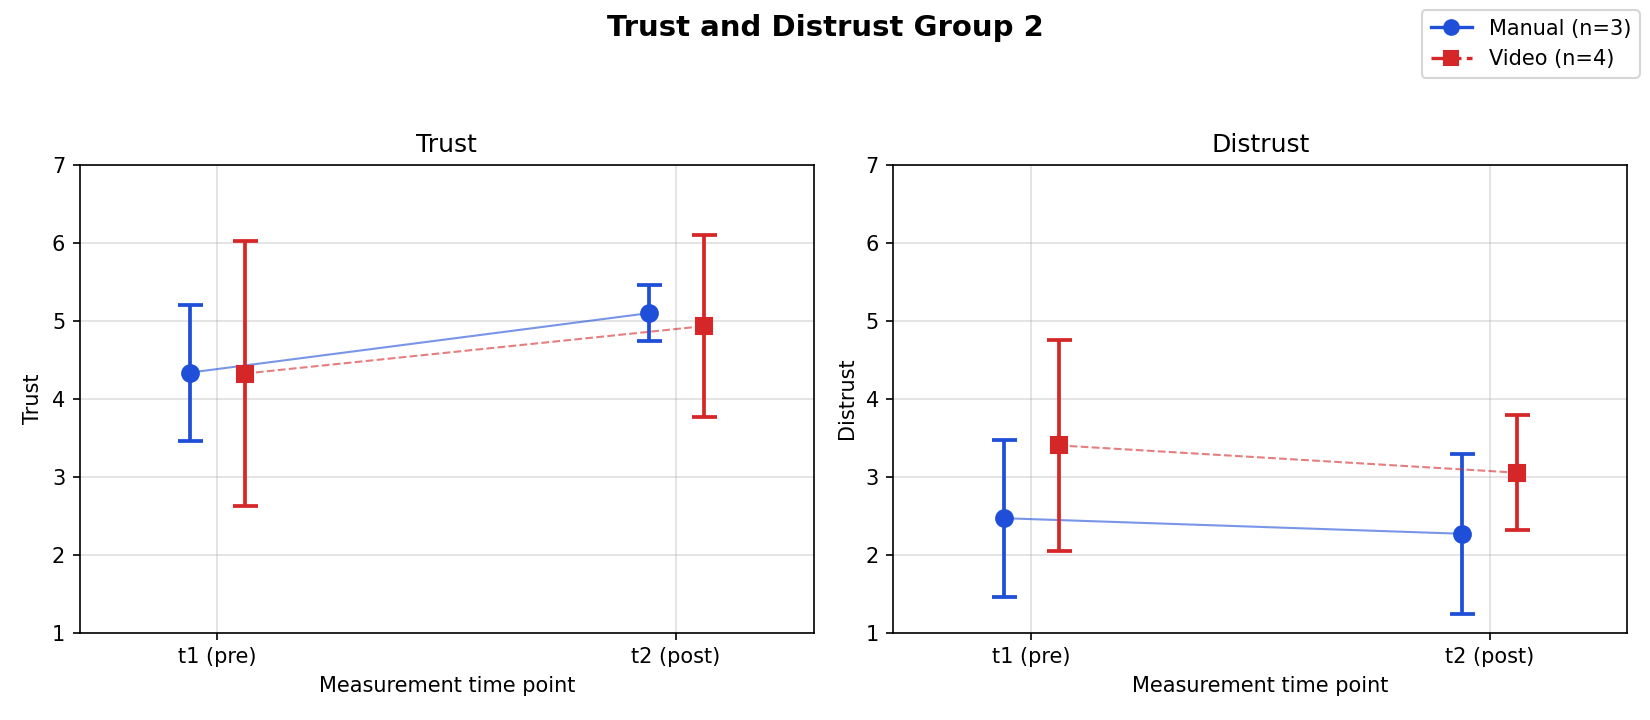 Trust and Distrust Group 2
Manual (n=3)
Video (n=4)
Trust
7
6
5
4
3
2
1
Trust
t1 (pre)
t2 (post)
Measurement time point
Distrust
7
6
5
4
3
2
1
Distrust
t1 (pre)
t2 (post)
Measurement time point